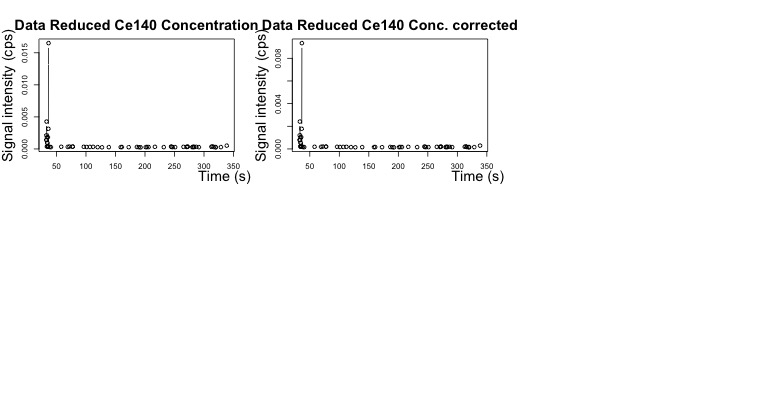 Data Reduced Ce140 Concentration
Signal intensity (cps)
0.000 0.005 0.010 0.015
50 100 150 200 250 300 350
Time (s)
Data Reduced Ce140 Conc. corrected
Signal intensity (cps)
0.000 0.004 0.008
50 100 150 200 250 300 350
Time (s)